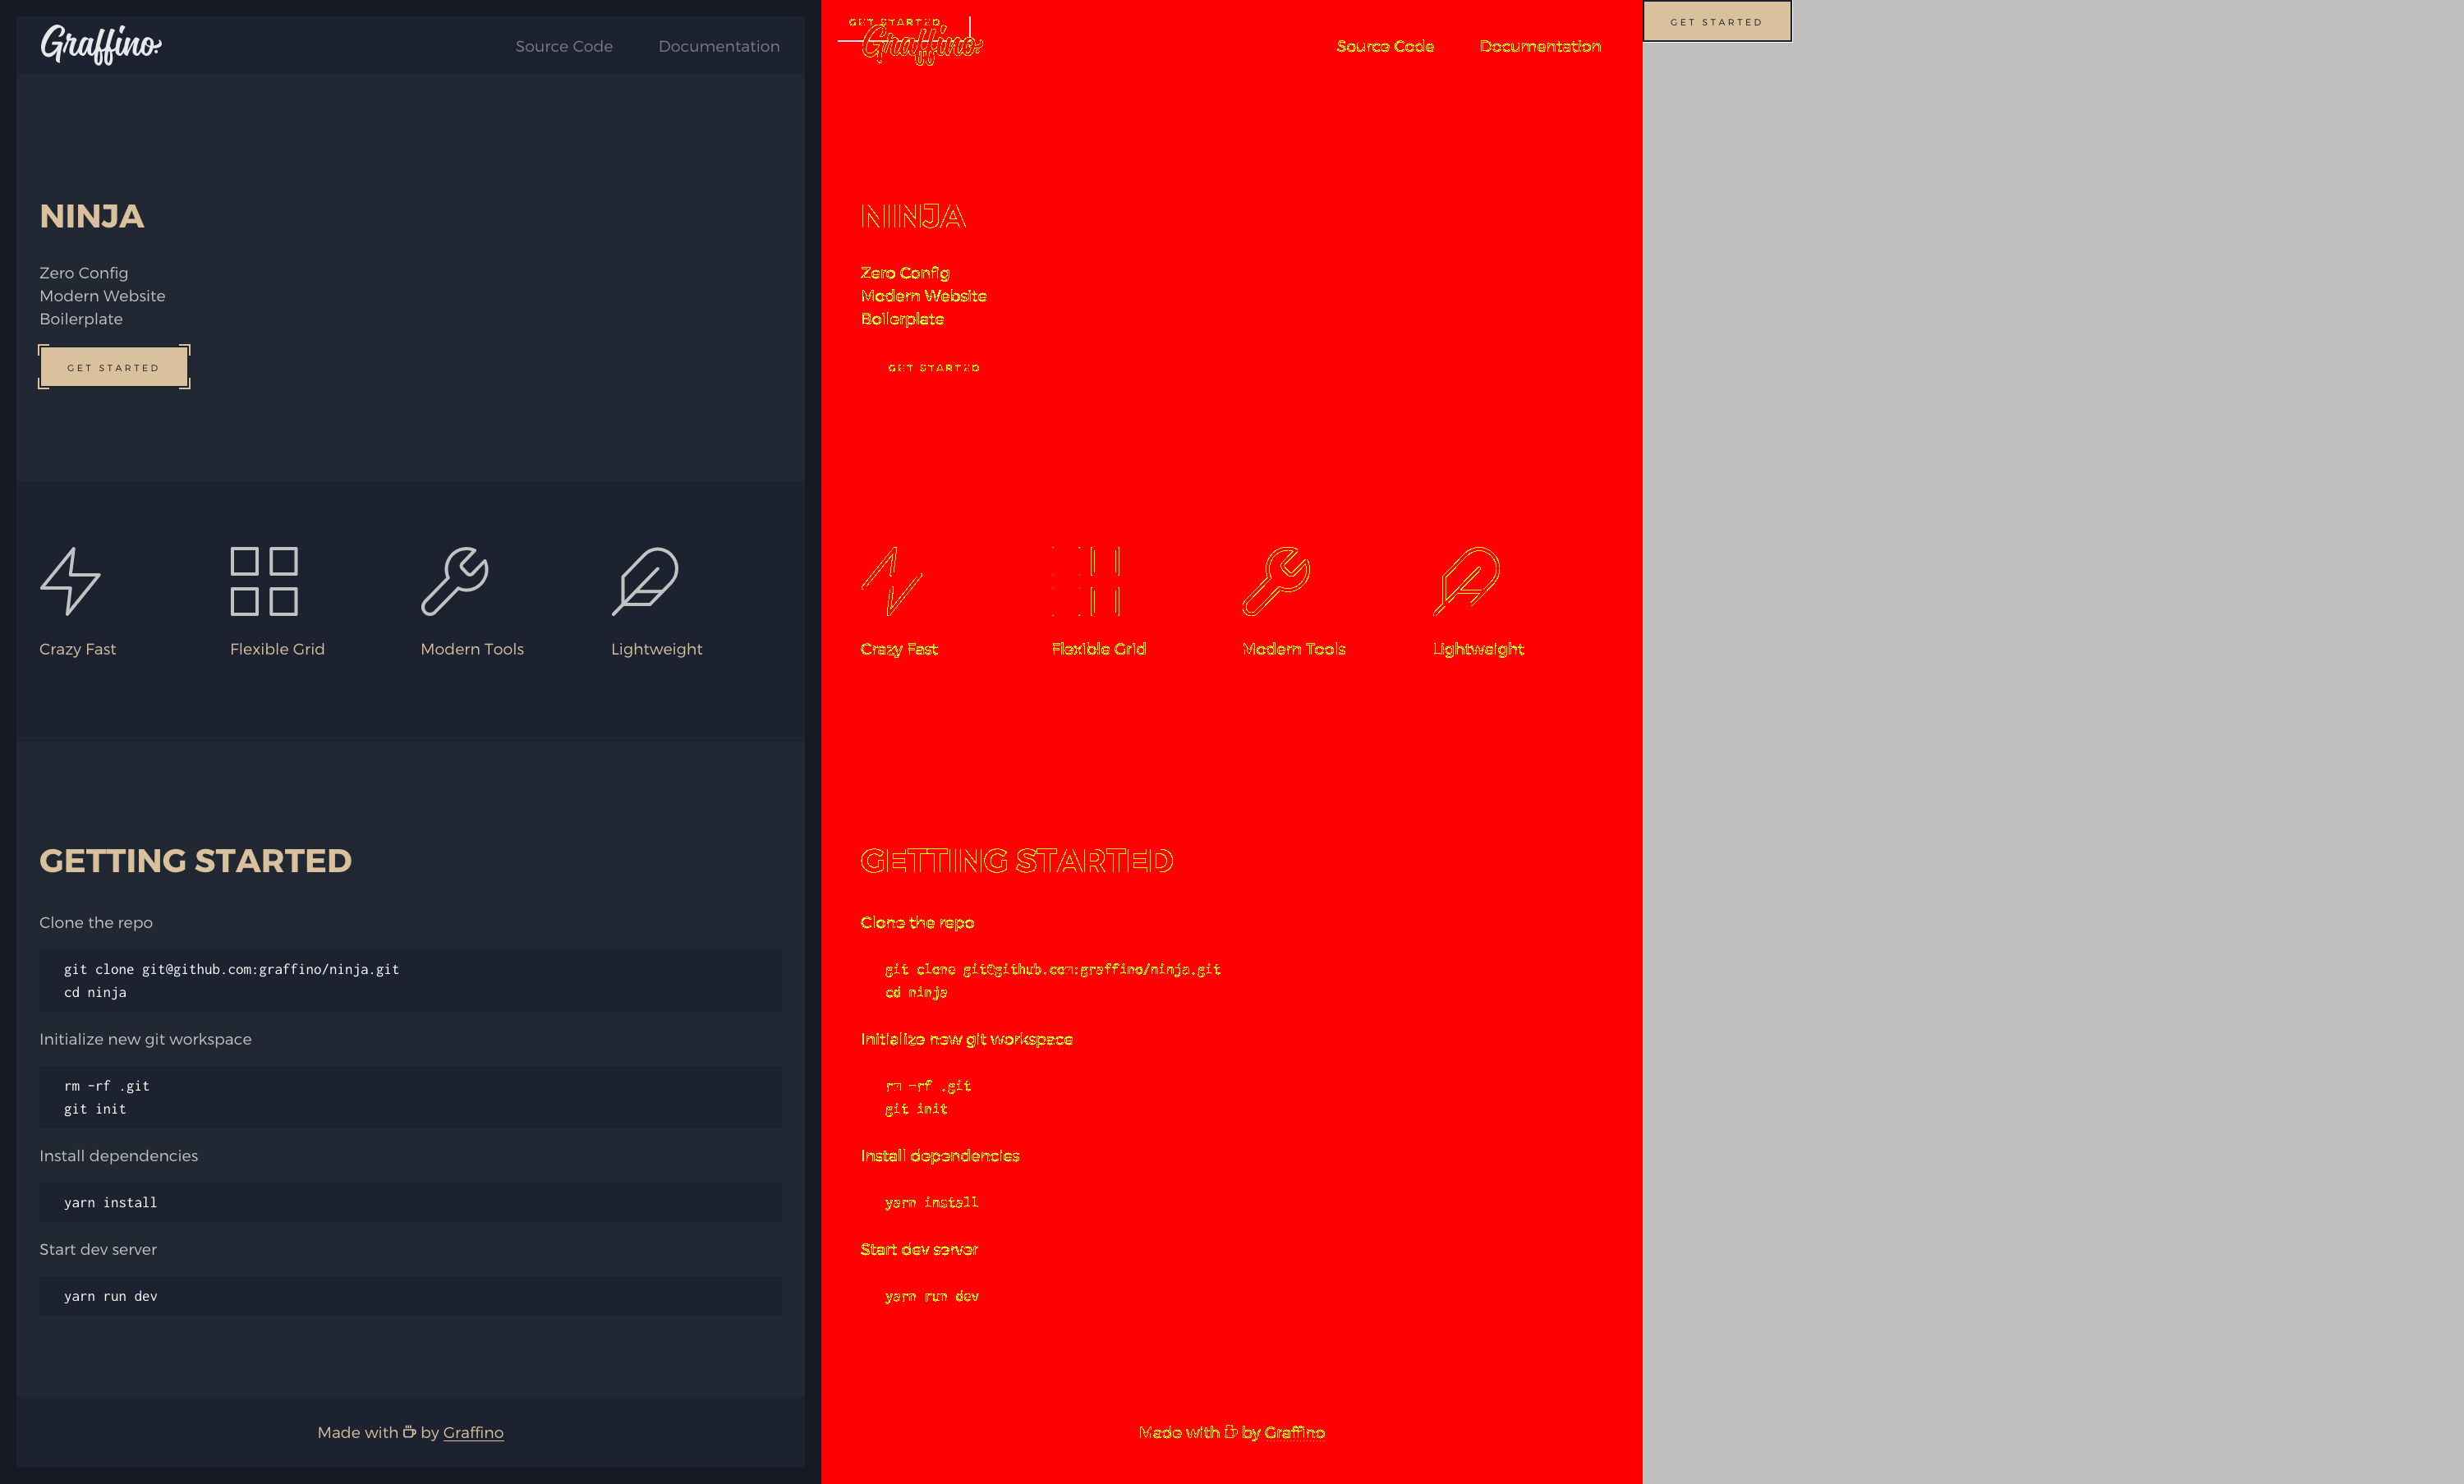 Graffino
Source Code Documentation
NINJA
Zero Config
Modern Website
Boilerplate
GET STARTED
Crazy Fast Flexible Grid Modern Tools Lightweight
GETTING STARTED
Clone the repo
git clone git@github.com:graffino/ninja.git
cd ninja
Initialize new git workspace
rm -rf .git
git init
Install dependencies
yarn install
Start dev server
yarn run dev
Made with by Graffino
GET STARTED
Graffino
Source Code Documentation
NINJA
Zero Config
Modern Website
Boilerplate
GET STARTED
Crazy Fast Flexible Grid Modern Tools Lightweight
GETTING STARTED
Clone the repo
git clone git@github.com:graffino/ninja.git
cd ninja
Initialize new git workspace
rm -rf .git
git init
Install dependencies
yarn install
Start dev server
yarn run dev
Made with by Graffino
GET STARTED